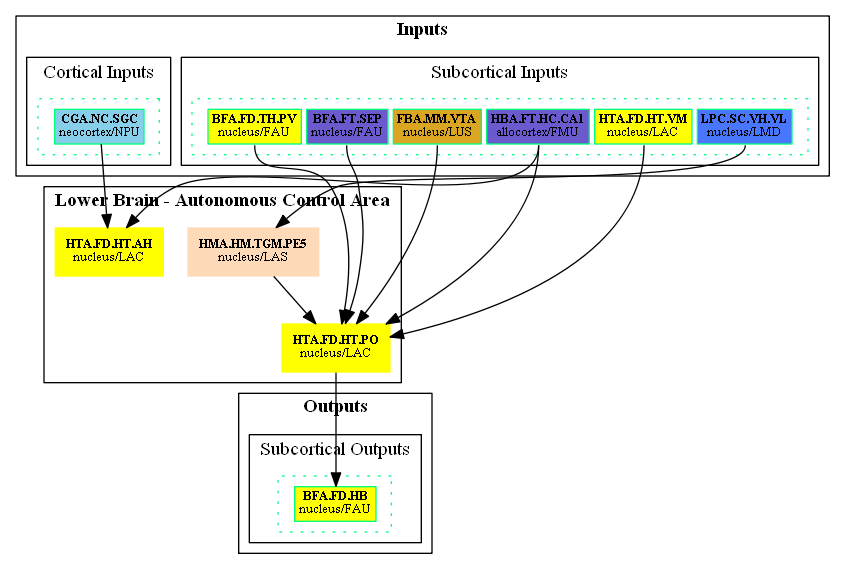 Inputs
Cortical Inputs
Subcortical Inputs
CGA.NC.SGC
neocortex/NPU
BFA.FD.TH.PV
nucleus/FAU
BFA.FT.SEP
nucleus/FAU
FBA.MM.VTA
nucleus/LUS
HBA.FT.HC.CA1
allocortex/FMU
HTA.FD.HT.VM
nucleus/LAC
LPC.SC.VH.VL
nucleus/LMD
Lower Brain - Autonomous Control Area
HTA.FD.HT.AH
nucleus/LAC
HMA.HM.TGM.PE5
nucleus/LAS
HTA.FD.HT.PO
nucleus/LAC
Outputs
Subcortical Outputs
BFA.FD.HB
nucleus/FAU